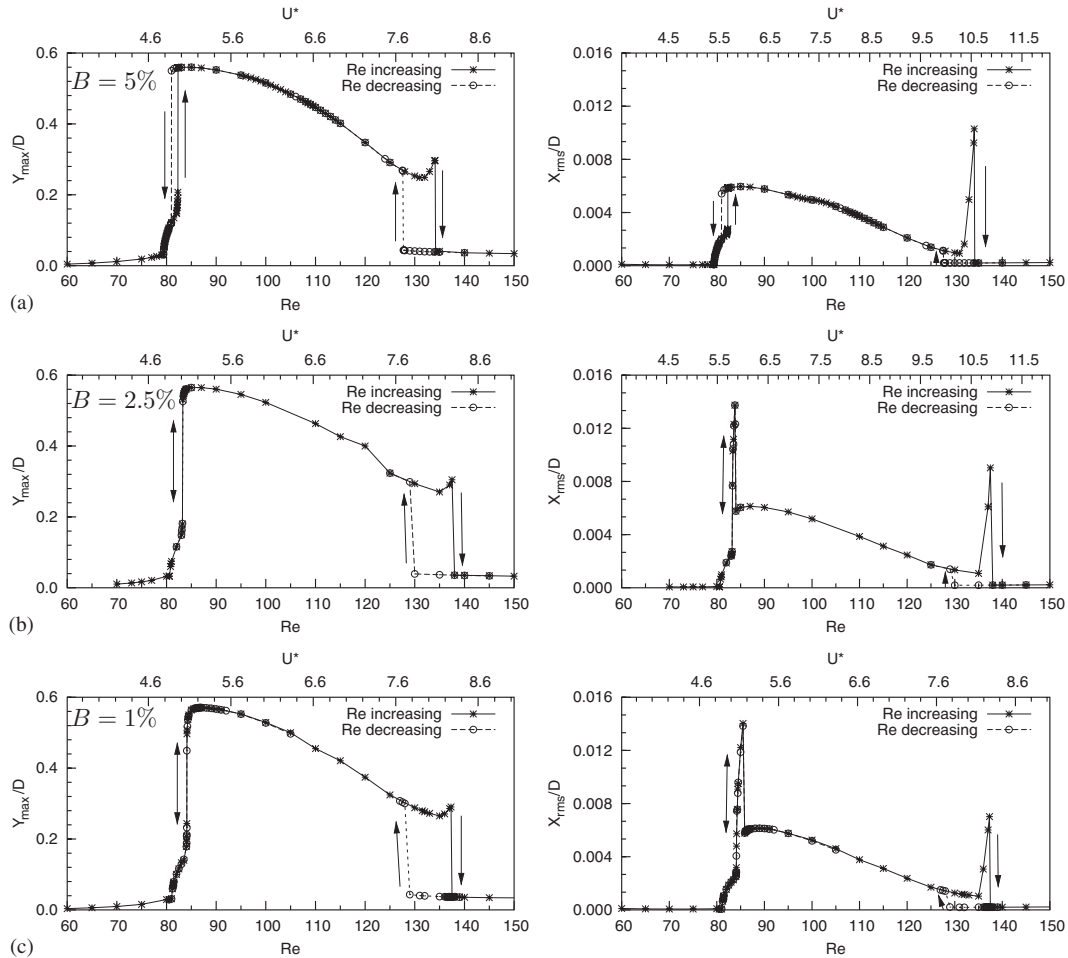 (a)
U*
4.6 5.6 6.6 7.6 8.6
0.6
0.4
0.2
0.0
Y_max/D
B = 5%
Re increasing
Re decreasing
60 70 80 90 100 110 120 130 140 150
Re
U*
4.5 5.5 6.5 7.5 8.5 9.5 10.5 11.5
0.016
0.012
0.008
0.004
0.000
X_rms/D
Re increasing
Re decreasing
60 70 80 90 100 110 120 130 140 150
Re
(b)
U*
4.6 5.6 6.6 7.6 8.6
0.6
0.4
0.2
0.0
Y_max/D
B = 2.5%
Re increasing
Re decreasing
60 70 80 90 100 110 120 130 140 150
Re
U*
4.5 5.5 6.5 7.5 8.5 9.5 10.5 11.5
0.016
0.012
0.008
0.004
0.000
X_rms/D
Re increasing
Re decreasing
60 70 80 90 100 110 120 130 140 150
Re
(c)
U*
4.6 5.6 6.6 7.6 8.6
0.6
0.4
0.2
0.0
Y_max/D
B = 1%
Re increasing
Re decreasing
60 70 80 90 100 110 120 130 140 150
Re
U*
4.6 5.6 6.6 7.6 8.6
0.016
0.012
0.008
0.004
0.000
X_rms/D
Re increasing
Re decreasing
60 70 80 90 100 110 120 130 140 150
Re